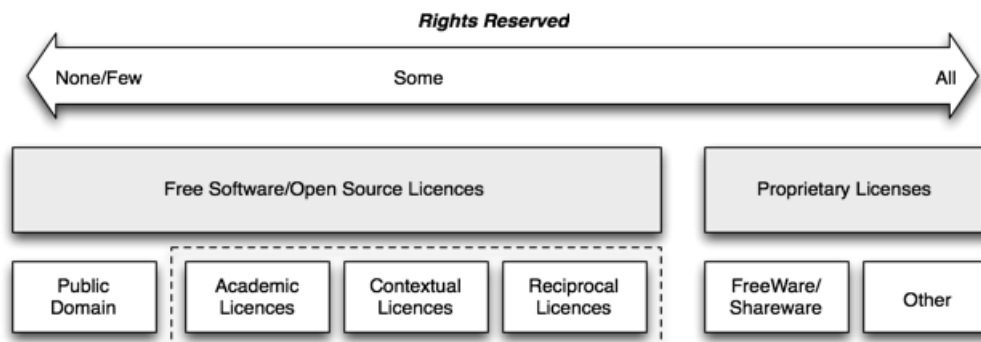 Rights Reserved
None/Few Some All
Free Software/Open Source Licences Proprietary Licenses
Public Domain
Academic Licences
Contextual Licences
Reciprocal Licences
FreeWare/ Shareware
Other